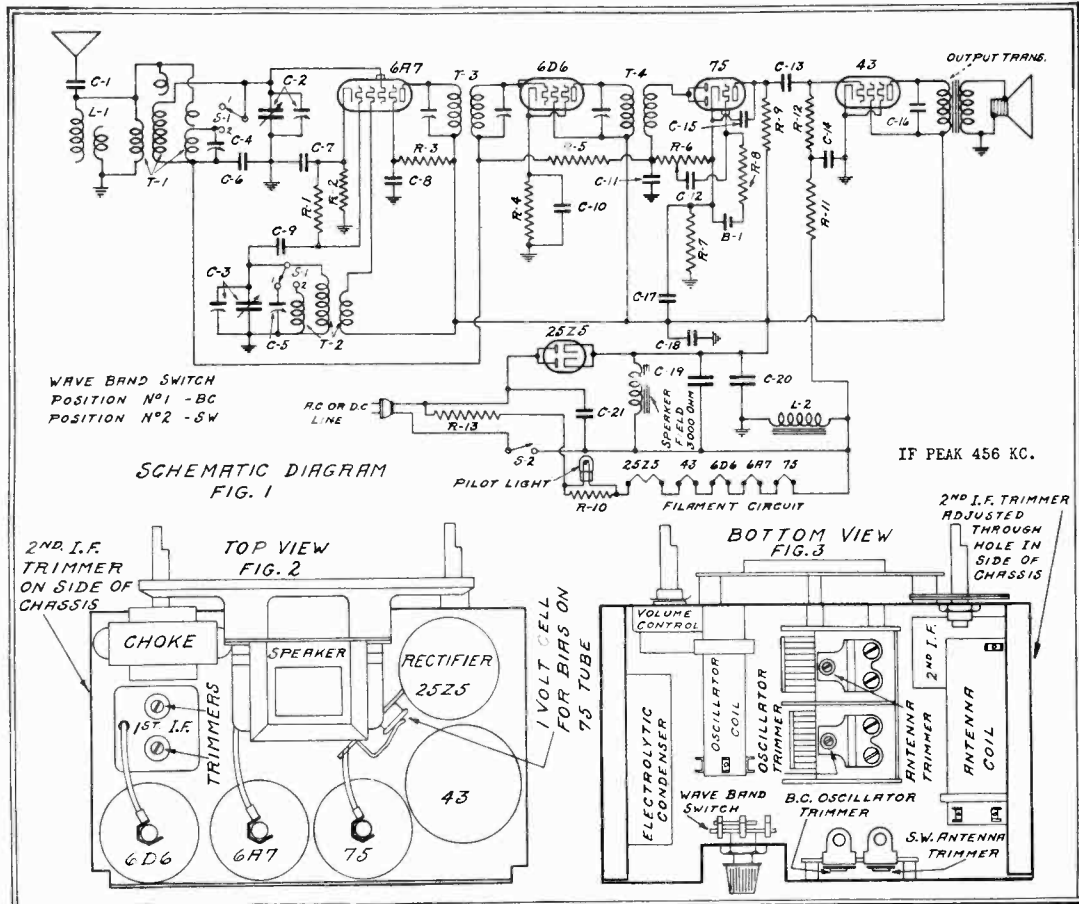 C-1
L-1
T-1
S-1
1
2
C-4
C-6
C-2
C-7
R-1
R-2
6A7
C-8
R-3
T-3
6D6
R-4
C-10
R-5
T-4
C-11
75
C-15
R-6
C-12
R-8
B-1
R-7
R-9
C-13
R-12
C-14
R-11
43
C-16
OUTPUT TRANS.
C-9
C-3
S-1
1
2
C-5
T-2
C-17
C-18
25Z5
C-19
SPEAKER
FIELD
3000 OHM
C-20
L-2
C-21
WAVE BAND SWITCH
POSITION Nº1 -BC
POSITION Nº2 -SW
A.C OR D.C
LINE
R-13
S-2
PILOT LIGHT
R-10
25Z5
43
6D6
6A7
75
FILAMENT CIRCUIT
IF PEAK 456 KC.
SCHEMATIC DIAGRAM
FIG. 1
TOP VIEW
FIG. 2
2ND. I.F.
TRIMMER
ON SIDE OF
CHASSIS
CHOKE
SPEAKER
RECTIFIER
25Z5
1ST. I.F.
TRIMMERS
43
6D6
6A7
75
1 VOLT CELL
FOR BIAS ON
75 TUBE
BOTTOM VIEW
FIG.3
2ND I.F. TRIMMER
ADJUSTED
THROUGH
HOLE IN
SIDE OF
CHASSIS
VOLUME
CONTROL
ELECTROLYTIC
CONDENSER
OSCILLATOR
COIL
OSCILLATOR
TRIMMER
ANTENNA
TRIMMER
2ND I.F.
ANTENNA
COIL
WAVE BAND
SWITCH
B.C. OSCILLATOR
TRIMMER
S.W. ANTENNA
TRIMMER